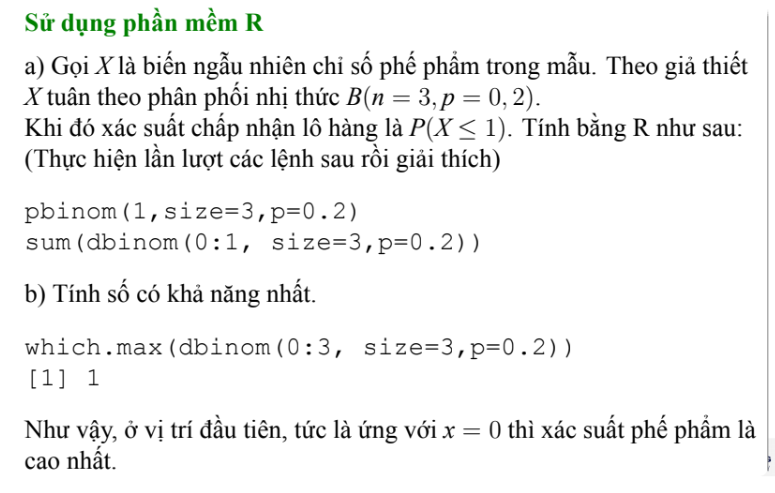 Sử dụng phần mềm R
a) Gọi X là biến ngẫu nhiên chỉ số phế phẩm trong mẫu. Theo giả thiết
X tuân theo phân phối nhị thức B(n = 3, p = 0, 2).
Khi đó xác suất chấp nhận lô hàng là P(X ≤ 1). Tính bằng R như sau:
(Thực hiện lần lượt các lệnh sau rồi giải thích)
pbinom(1,size=3,p=0.2)
sum(dbinom(0:1, size=3,p=0.2))
b) Tính số có khả năng nhất.
which.max(dbinom(0:3, size=3,p=0.2))
[1] 1
Như vậy, ở vị trí đầu tiên, tức là ứng với x = 0 thì xác suất phế phẩm là
cao nhất.